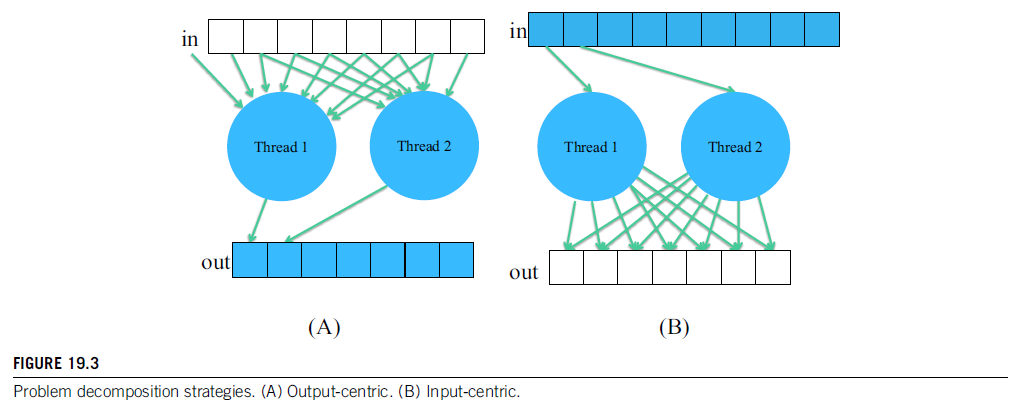 in
Thread 1
Thread 2
out
(A)
in
Thread 1
Thread 2
out
(B)
FIGURE 19.3
Problem decomposition strategies. (A) Output-centric. (B) Input-centric.